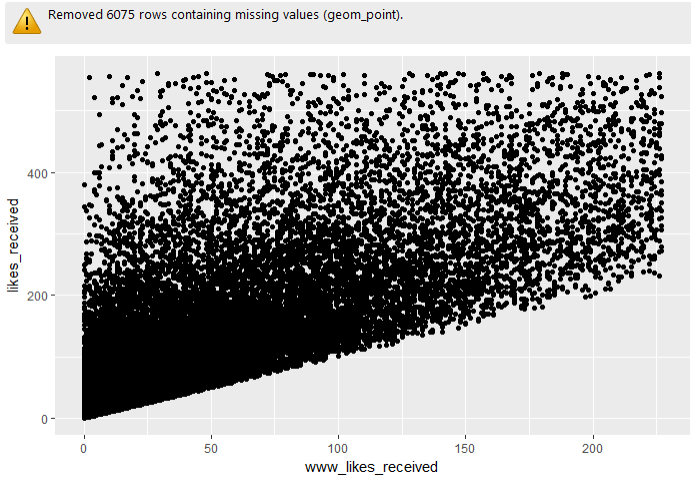 Removed 6075 rows containing missing values (geom_point).
400
200
0
likes_received
0 50 100 150 200
www_likes_received